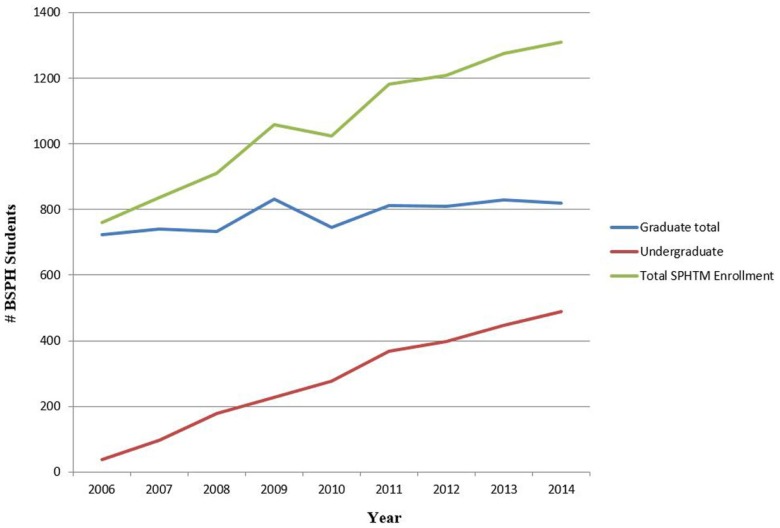 1400
1200
1000
800
600
400
200
0
# BSPH Students
2006 2007 2008 2009 2010 2011 2012 2013 2014
Year
Graduate total
Undergraduate
Total SPHTM Enrollment